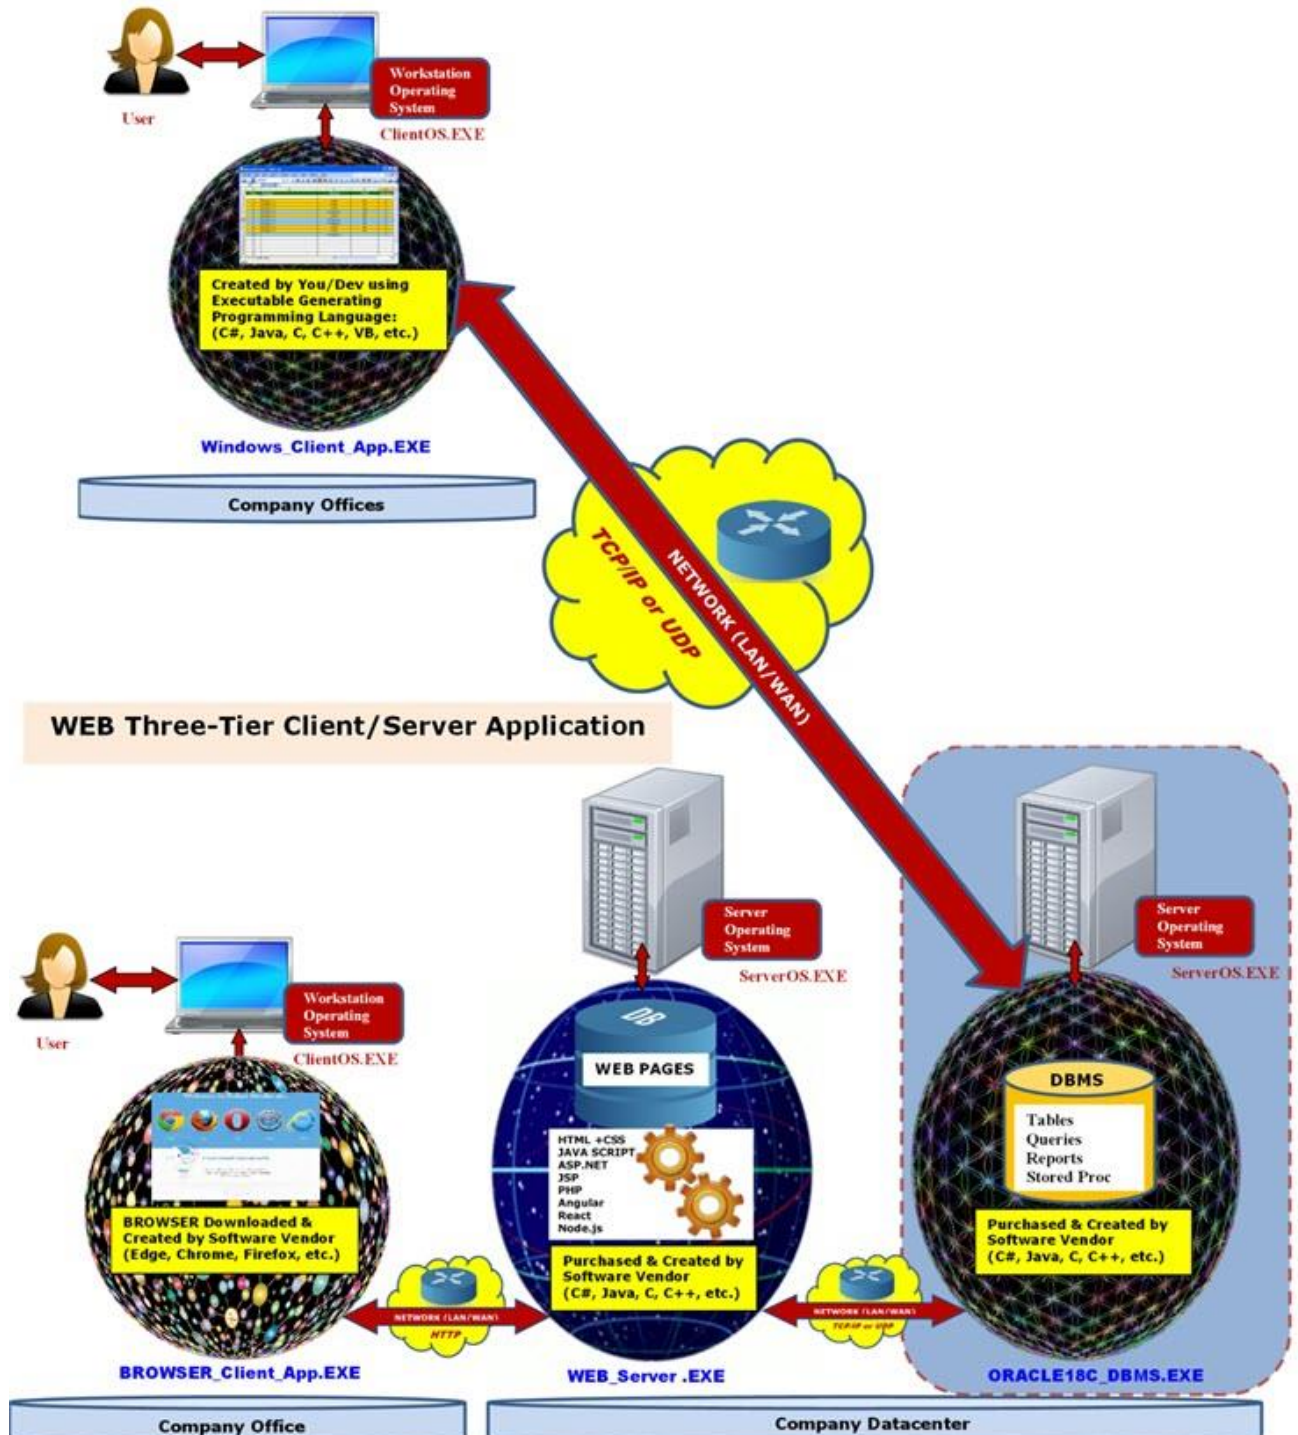 Workstation
Operating
System
User
ClientOS.EXE
Created by You/Dev using
Executable Generating
Programming Language:
(C#, Java, C, C++, VB, etc.)
Windows_Client_App.EXE
Company Offices
TCP/IP or UDP
NETWORK (LAN/WAN)
WEB Three-Tier Client/Server Application
Server
Operating
System
ServerOS.EXE
Server
Operating
System
ServerOS.EXE
Workstation
Operating
System
User
ClientOS.EXE
DB
WEB PAGES
DBMS
Tables
Queries
Reports
Stored Proc
HTML +CSS
JAVA SCRIPT
ASP.NET
JSP
PHP
Angular
React
Node.js
BROWSER Downloaded &
Created by Software Vendor
(Edge, Chrome, Firefox, etc.)
Purchased & Created by
Software Vendor
(C#, Java, C, C++, etc.)
Purchased & Created by
Software Vendor
(C#, Java, C, C++, etc.)
NETWORK (LAN/WAN)
HTTP
NETWORK (LAN/WAN)
TCP/IP or UDP
BROWSER_Client_App.EXE
WEB_Server .EXE
ORACLE18C_DBMS.EXE
Company Office
Company Datacenter